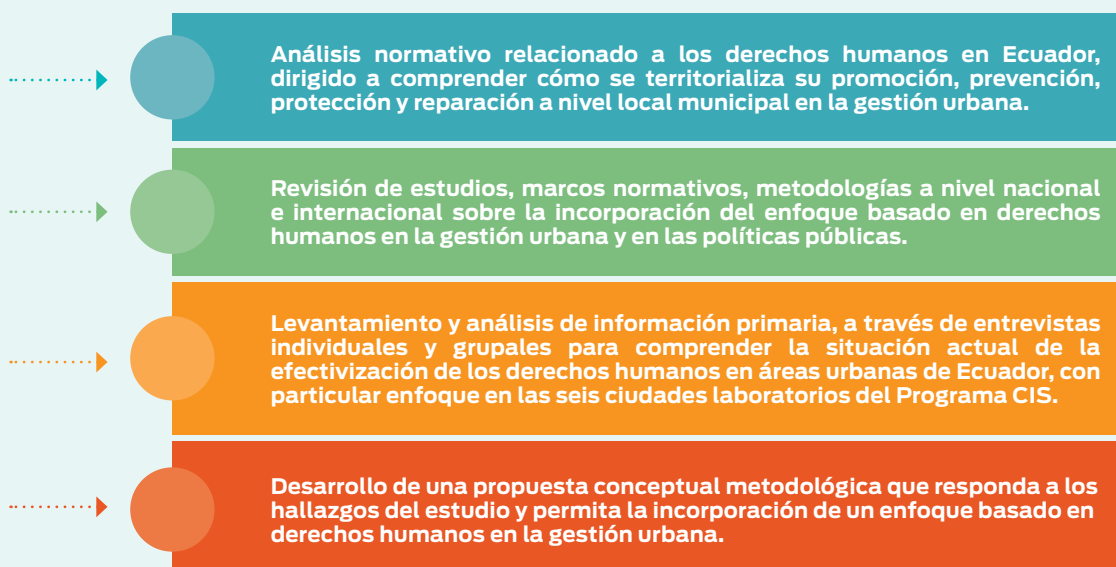 Análisis normativo relacionado a los derechos humanos en Ecuador,
dirigido a comprender cómo se territorializa su promoción, prevención,
protección y reparación a nivel local municipal en la gestión urbana.
Revisión de estudios, marcos normativos, metodologías a nivel nacional
e internacional sobre la incorporación del enfoque basado en derechos
humanos en la gestión urbana y en las políticas públicas.
Levantamiento y análisis de información primaria, a través de entrevistas
individuales y grupales para comprender la situación actual de la
efectivización de los derechos humanos en áreas urbanas de Ecuador, con
particular enfoque en las seis ciudades laboratorios del Programa CIS.
Desarrollo de una propuesta conceptual metodológica que responda a los
hallazgos del estudio y permita la incorporación de un enfoque basado en
derechos humanos en la gestión urbana.